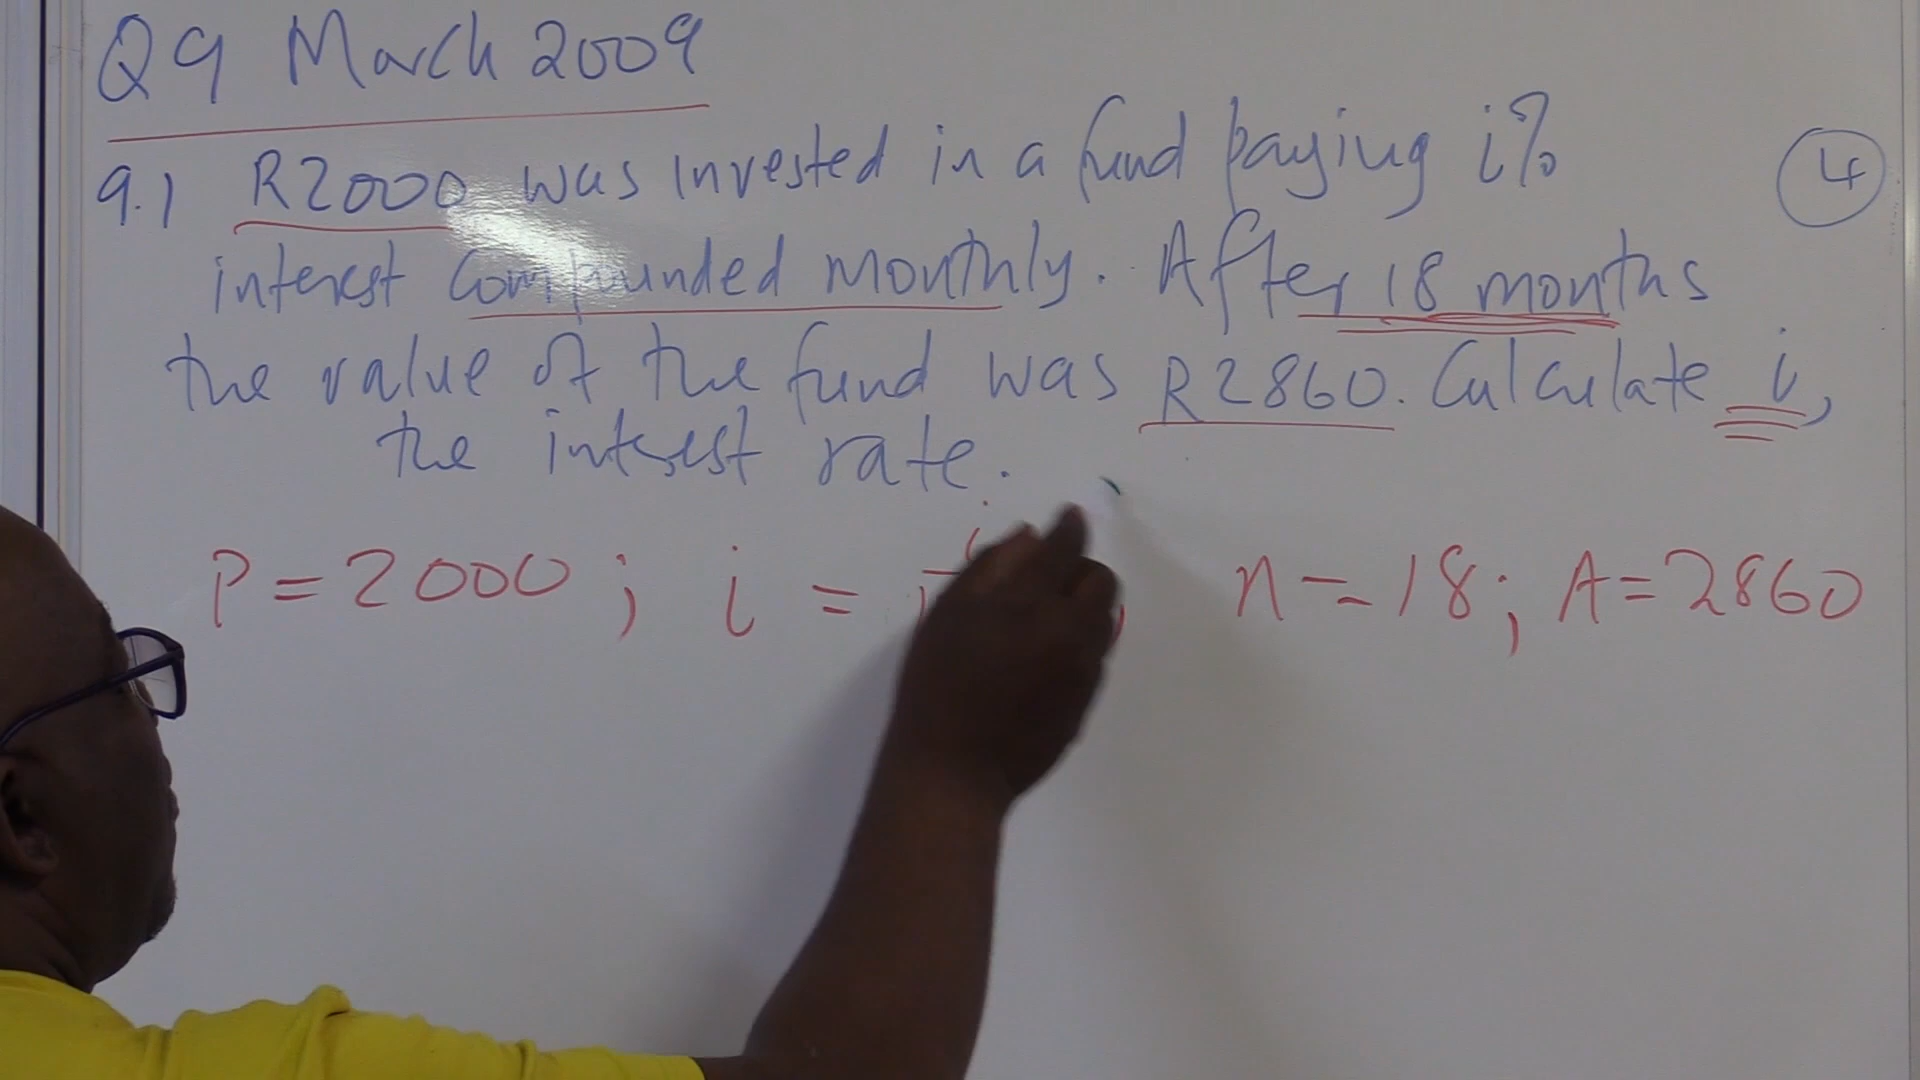 Q9 March 2009
9.1 R2000 was invested in a fund paying i%
4
interest compounded monthly. After 18 months
the value of the fund was R2860. Calculate i,
the interest rate.
P = 2000 ; i = n = 18 ; A = 2860